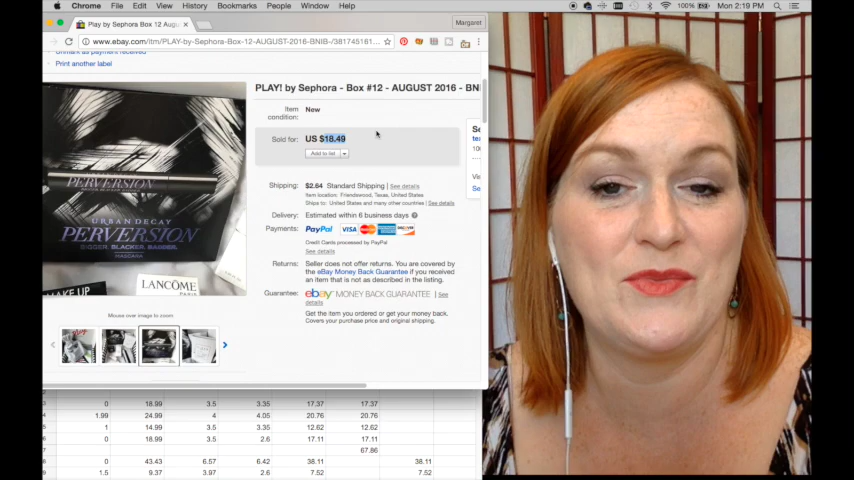 Chrome File Edit View History Bookmarks People Window Help 100% Mon 2:19 PM
Play by Sephora Box 12 Augu Margaret
www.ebay.com/itm/PLAY-by-Sephora-Box-12-AUGUST-2016-BNIB-/381745161...
Unmark as payment received
Print another label
PLAY! by Sephora - Box #12 - AUGUST 2016 - BNI
Item condition: New
Sold for: US $18.49
Add to list
Shipping: $2.64 Standard Shipping | See details
Item location: Friendswood, Texas, United States
Ships to: United States and many other countries | See details
Delivery: Estimated within 6 business days
Payments: PayPal VISA
Credit Cards processed by PayPal
See details
Returns: Seller does not offer returns. You are covered by
the eBay Money Back Guarantee if you received
an item that is not as described in the listing.
Guarantee: ebay MONEY BACK GUARANTEE | See
details
Get the item you ordered or get your money back.
Covers your purchase price and original shipping.
PERVERSION
URBAN DECAY
PERVERSION
BIGGER. BLACKER. BADDER.
MASCARA
LANCÔME
PARIS
MAKE UP
Mouse over image to zoom
0 18.99 3.5 3.35 17.37 17.37
1.99 24.99 4 4.05 20.76 20.76
1 14.99 3.5 3.35 12.62 12.62
0 18.99 3.5 2.6 17.11 17.11
67.86
0 43.43 6.57 6.42 38.11 38.11
1.5 9.37 3.97 2.6 7.52 7.52